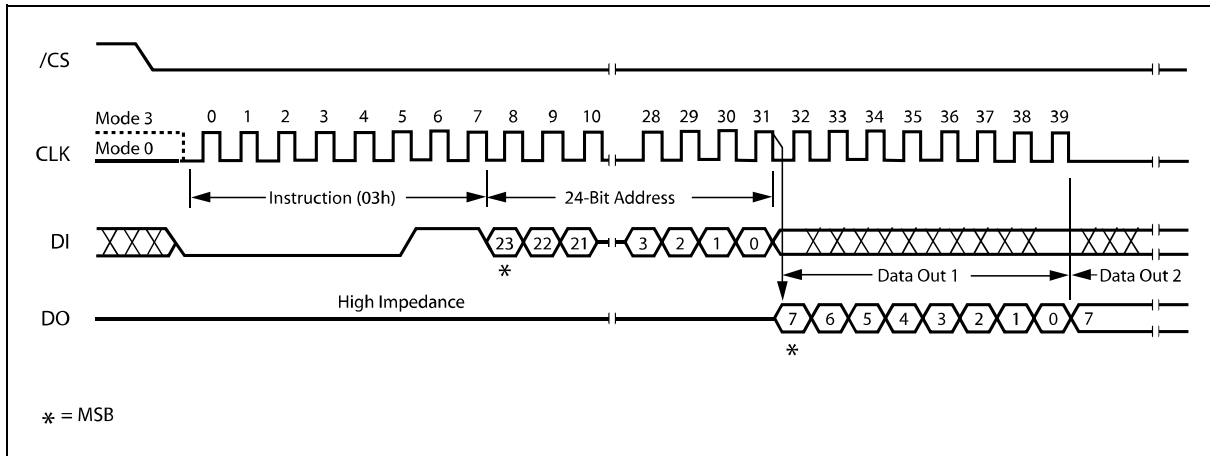 /CS
Mode 3
0 1 2 3 4 5 6 7 8 9 10 28 29 30 31 32 33 34 35 36 37 38 39
CLK
Mode 0
Instruction (03h) 24-Bit Address
DI
23 22 21 3 2 1 0
*
Data Out 1 Data Out 2
High Impedance
DO
7 6 5 4 3 2 1 0 7
*
* = MSB